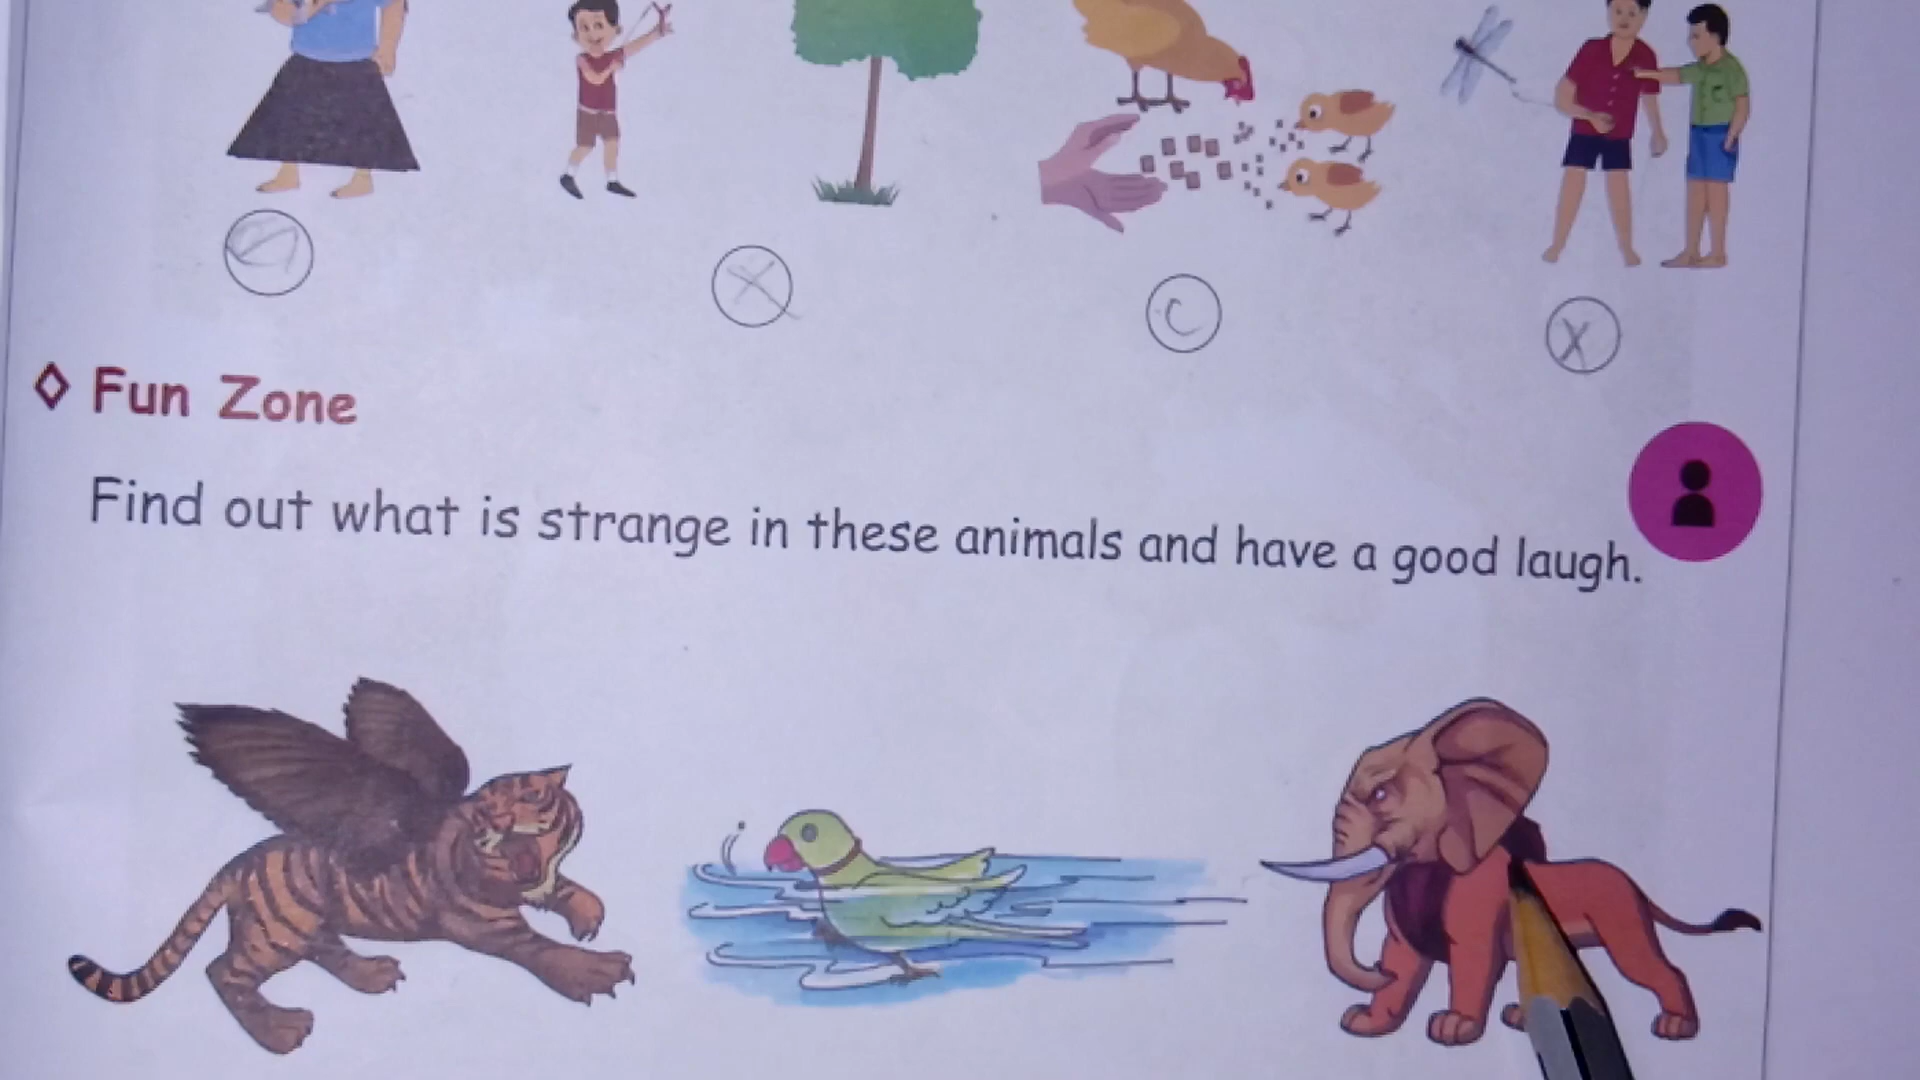 X C X
Fun Zone
Find out what is strange in these animals and have a good laugh.